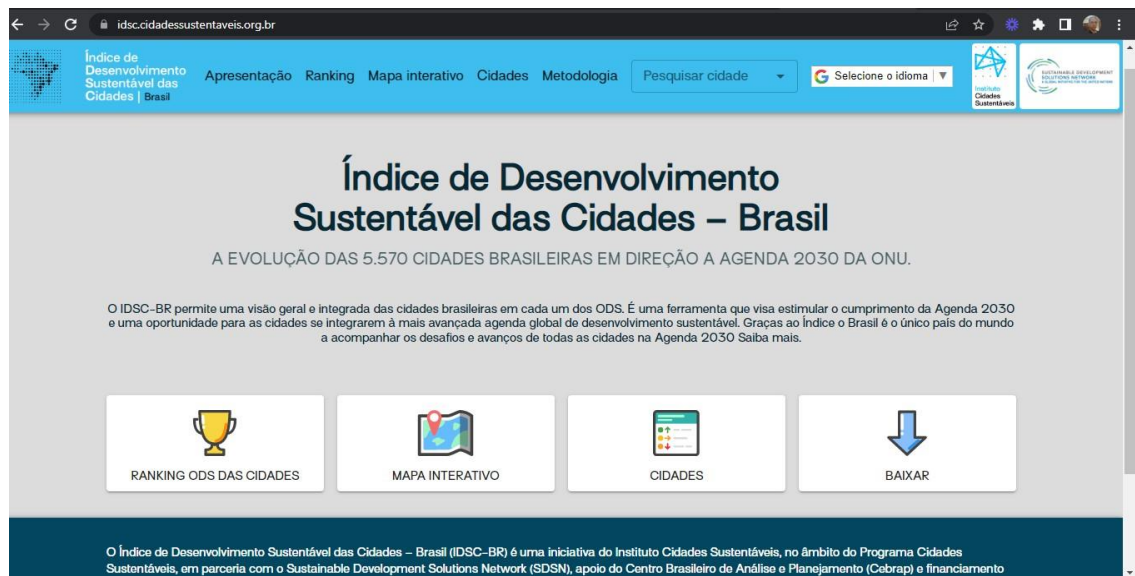 idsc.cidadessustentaveis.org.br
Índice de
Desenvolvimento
Sustentável das
Cidades | Brasil
Apresentação Ranking Mapa interativo Cidades Metodologia Pesquisar cidade
G Selecione o idioma
Instituto
Cidades
Sustentáveis
SUSTAINABLE DEVELOPMENT
SOLUTIONS NETWORK
A GLOBAL INITIATIVE FOR THE UNITED NATIONS
Índice de Desenvolvimento
Sustentável das Cidades – Brasil
A EVOLUÇÃO DAS 5.570 CIDADES BRASILEIRAS EM DIREÇÃO A AGENDA 2030 DA ONU.
O IDSC-BR permite uma visão geral e integrada das cidades brasileiras em cada um dos ODS. É uma ferramenta que visa estimular o cumprimento da Agenda 2030
e uma oportunidade para as cidades se integrarem à mais avançada agenda global de desenvolvimento sustentável. Graças ao Índice o Brasil é o único país do mundo
a acompanhar os desafios e avanços de todas as cidades na Agenda 2030 Saiba mais.
RANKING ODS DAS CIDADES
MAPA INTERATIVO
CIDADES
BAIXAR
O Índice de Desenvolvimento Sustentável das Cidades – Brasil (IDSC-BR) é uma iniciativa do Instituto Cidades Sustentáveis, no âmbito do Programa Cidades
Sustentáveis, em parceria com o Sustainable Development Solutions Network (SDSN), apoio do Centro Brasileiro de Análise e Planejamento (Cebrap) e financiamento